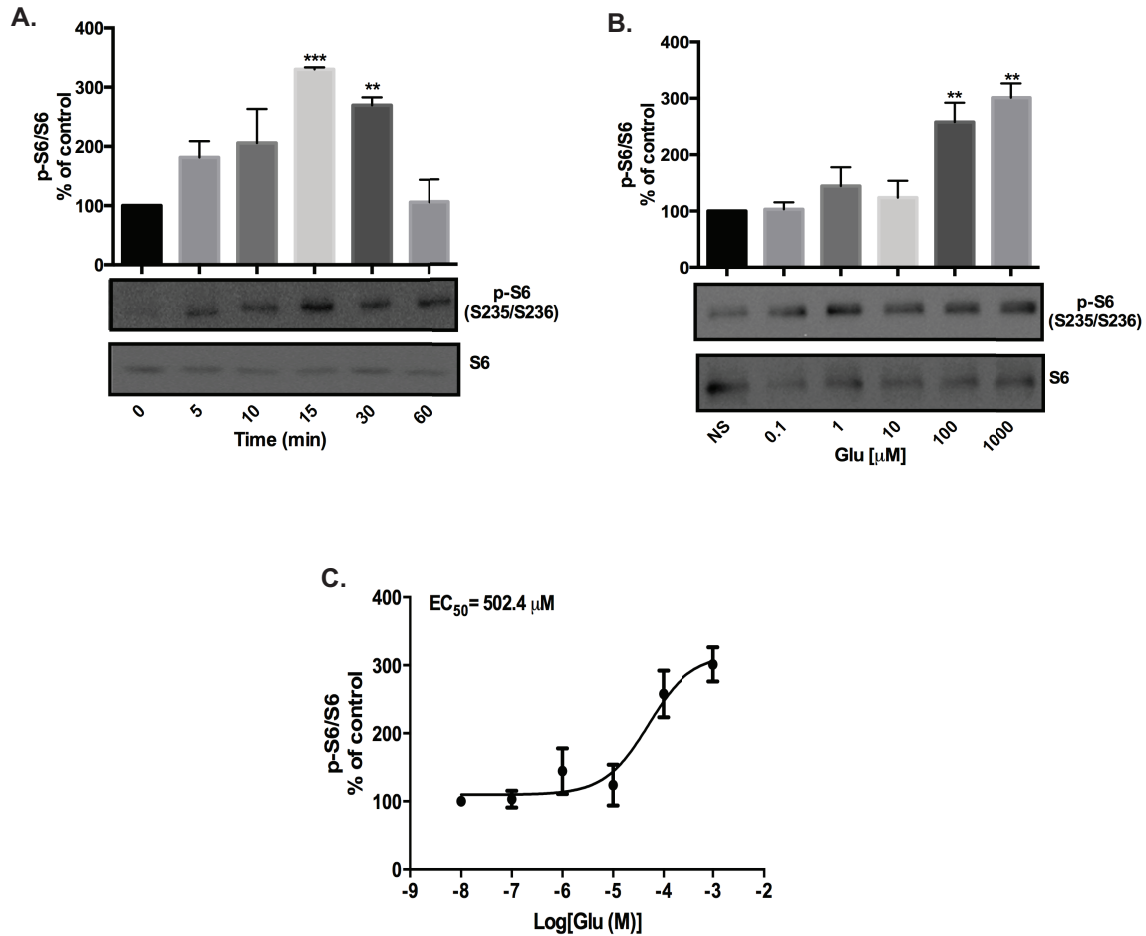 A.
p-S6/S6
% of control
400
300
200
100
0
***
**
p-S6
(S235/S236)
S6
0 5 10 15 30 60
Time (min)
B.
p-S6/S6
% of control
400
300
200
100
0
**
**
p-S6
(S235/S236)
S6
NS 0.1 1 10 100 1000
Glu [μM]
C.
p-S6/S6
% of control
400
300
200
100
0
EC50= 502.4 μM
-9 -8 -7 -6 -5 -4 -3 -2
Log[Glu (M)]